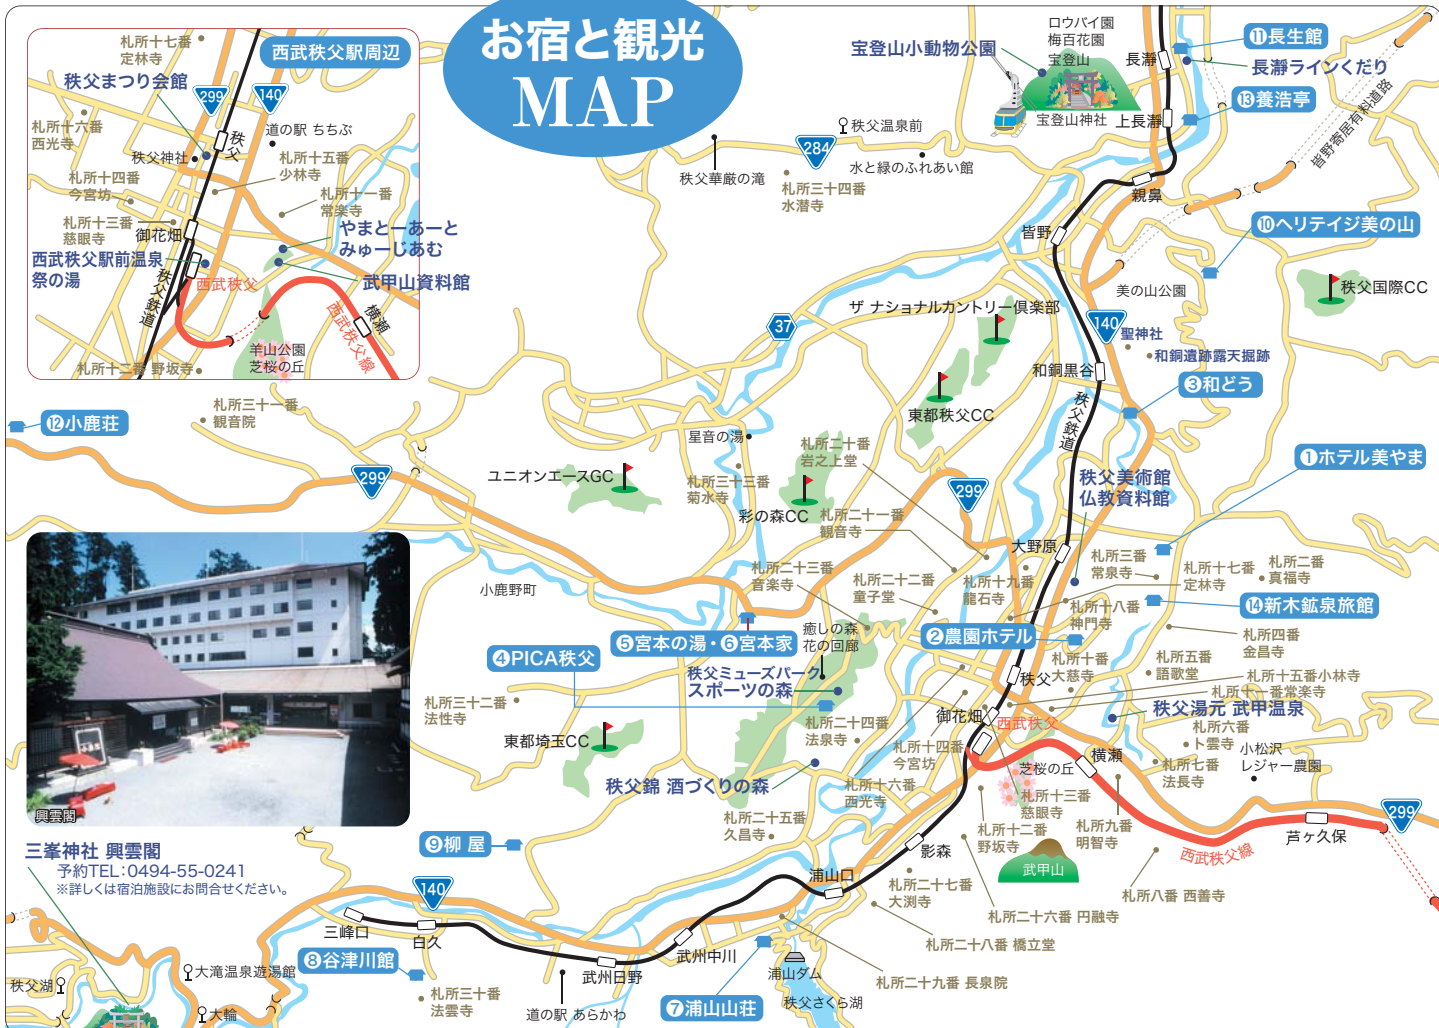 お宿と観光
MAP
西武秩父駅周辺
札所十七番
定林寺
秩父まつり会館
299
140
札所十六番
西光寺
秩父
道の駅 ちちぶ
秩父神社
札所十五番
少林寺
札所十四番
今宮坊
札所十一番
常楽寺
札所十三番
慈眼寺
御花畑
やまとーあーと
みゅーじあむ
西武秩父駅前温泉
祭の湯
西武秩父
武甲山資料館
秩父鉄道
横瀬
西武秩父線
羊山公園
芝桜の丘
札所十二番 野坂寺
宝登山小動物公園
ロウバイ園
梅百花園
宝登山
宝登山神社
長瀞
⑪長生館
長瀞ラインくだり
上長瀞
⑬養浩亭
皆野寄居有料道路
秩父温泉前
284
秩父華厳の滝
水と緑のふれあい館
札所三十四番
水潜寺
親鼻
皆野
⑩ヘリテイジ美の山
美の山公園
秩父国際CC
ザ ナショナルカントリー倶楽部
37
140
聖神社
和銅遺跡露天掘跡
和銅黒谷
③和どう
東都秩父CC
秩父鉄道
⑫小鹿荘
札所三十一番
観音院
星音の湯
札所二十番
岩之上堂
①ホテル美やま
299
ユニオンエースGC
札所三十三番
菊水寺
299
秩父美術館
仏教資料館
彩の森CC
札所二十一番
観音寺
大野原
札所三番
常泉寺
札所十七番
定林寺
札所二番
真福寺
小鹿野町
札所二十三番
音楽寺
札所二十二番
童子堂
札所十九番
龍石寺
札所十八番
神門寺
⑭新木鉱泉旅館
⑤宮本の湯・⑥宮本家
癒しの森
花の回廊
②農園ホテル
札所四番
金昌寺
④PICA秩父
秩父ミューズパーク
スポーツの森
札所十番
大慈寺
札所五番
語歌堂
秩父
札所十五番小林寺
札所十一番常楽寺
札所三十二番
法性寺
御花畑
西武秩父
秩父湯元 武甲温泉
札所二十四番
法泉寺
札所六番
卜雲寺
東都埼玉CC
札所十四番
今宮坊
横瀬
小松沢
レジャー農園
芝桜の丘
札所七番
法長寺
秩父錦 酒づくりの森
札所十六番
西光寺
札所十三番
慈眼寺
札所二十五番
久昌寺
札所十二番
野坂寺
札所九番
明智寺
299
芦ヶ久保
興雲閣
⑨柳 屋
影森
西武秩父線
三峯神社 興雲閣
予約TEL:0494-55-0241
※詳しくは宿泊施設にお問合せください。
武甲山
浦山口
札所二十七番
大渕寺
札所八番 西善寺
140
札所二十六番 円融寺
三峰口
白久
札所二十八番 橋立堂
武州中川
⑧谷津川館
大滝温泉遊湯館
武州日野
浦山ダム
札所二十九番 長泉院
秩父湖
札所三十番
法雲寺
秩父さくら湖
⑦浦山山荘
大輪
道の駅 あらかわ